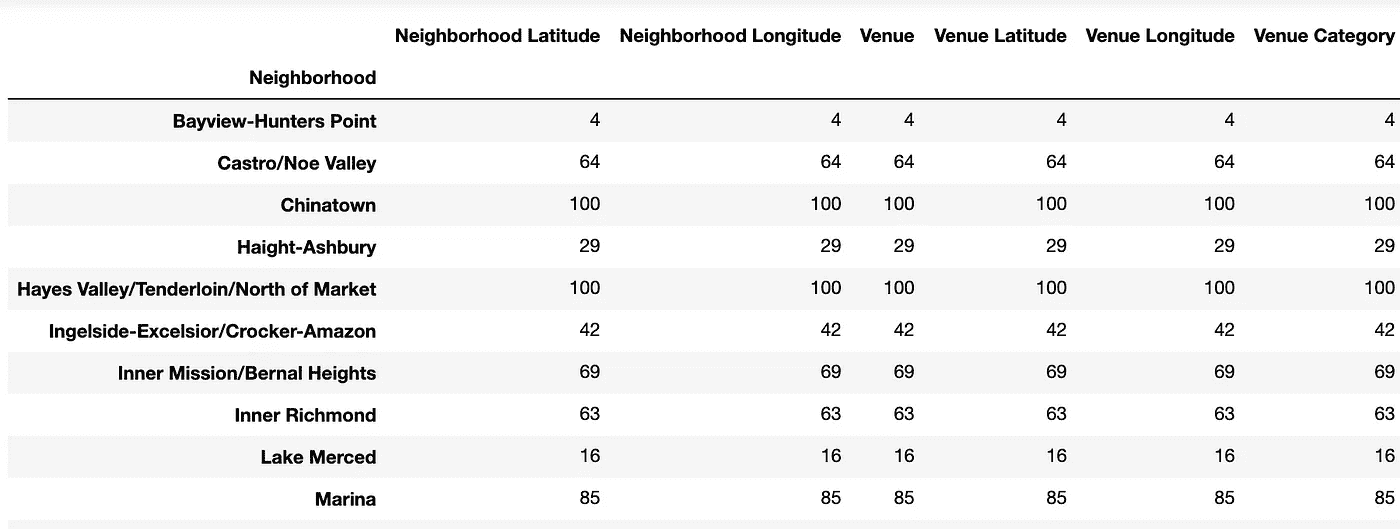 Neighborhood Latitude Neighborhood Longitude Venue Venue Latitude Venue Longitude Venue Category
Neighborhood
Bayview-Hunters Point 4 4 4 4 4 4
Castro/Noe Valley 64 64 64 64 64 64
Chinatown 100 100 100 100 100 100
Haight-Ashbury 29 29 29 29 29 29
Hayes Valley/Tenderloin/North of Market 100 100 100 100 100 100
Ingelside-Excelsior/Crocker-Amazon 42 42 42 42 42 42
Inner Mission/Bernal Heights 69 69 69 69 69 69
Inner Richmond 63 63 63 63 63 63
Lake Merced 16 16 16 16 16 16
Marina 85 85 85 85 85 85